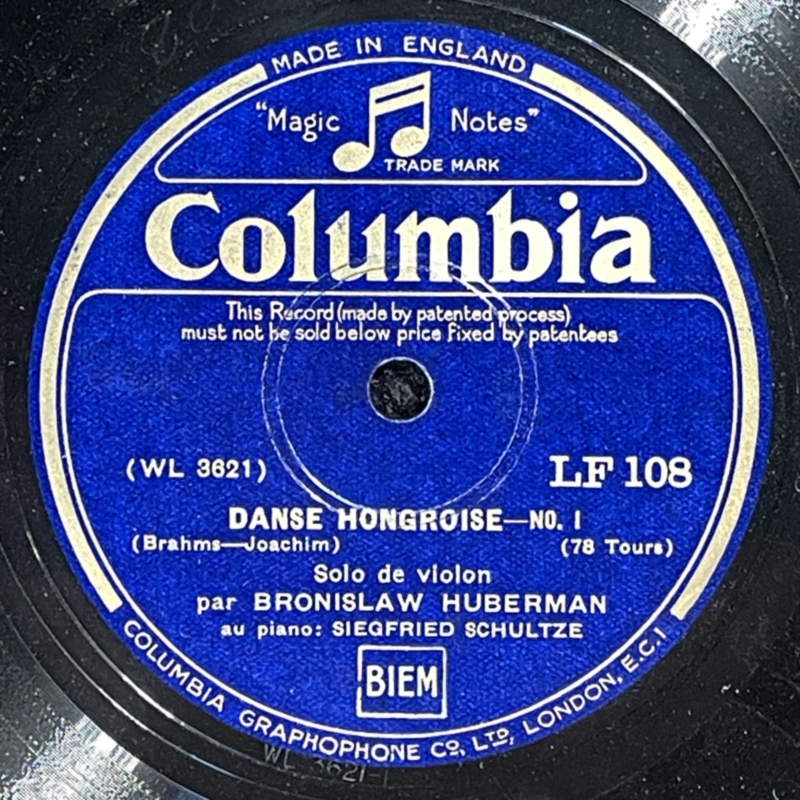 MADE IN ENGLAND
"Magic Notes"
TRADE MARK
Columbia
This Record (made by patented process)
must not be sold below price fixed by patentees
(WL 3621) LF 108
DANSE HONGROISE—NO. 1
(Brahms—Joachim) (78 Tours)
Solo de violon
par BRONISLAW HUBERMAN
au piano: SIEGFRIED SCHULTZE
BIEM
COLUMBIA GRAPHOPHONE CO. LTD, LONDON, E.C.1
WL 3621-1